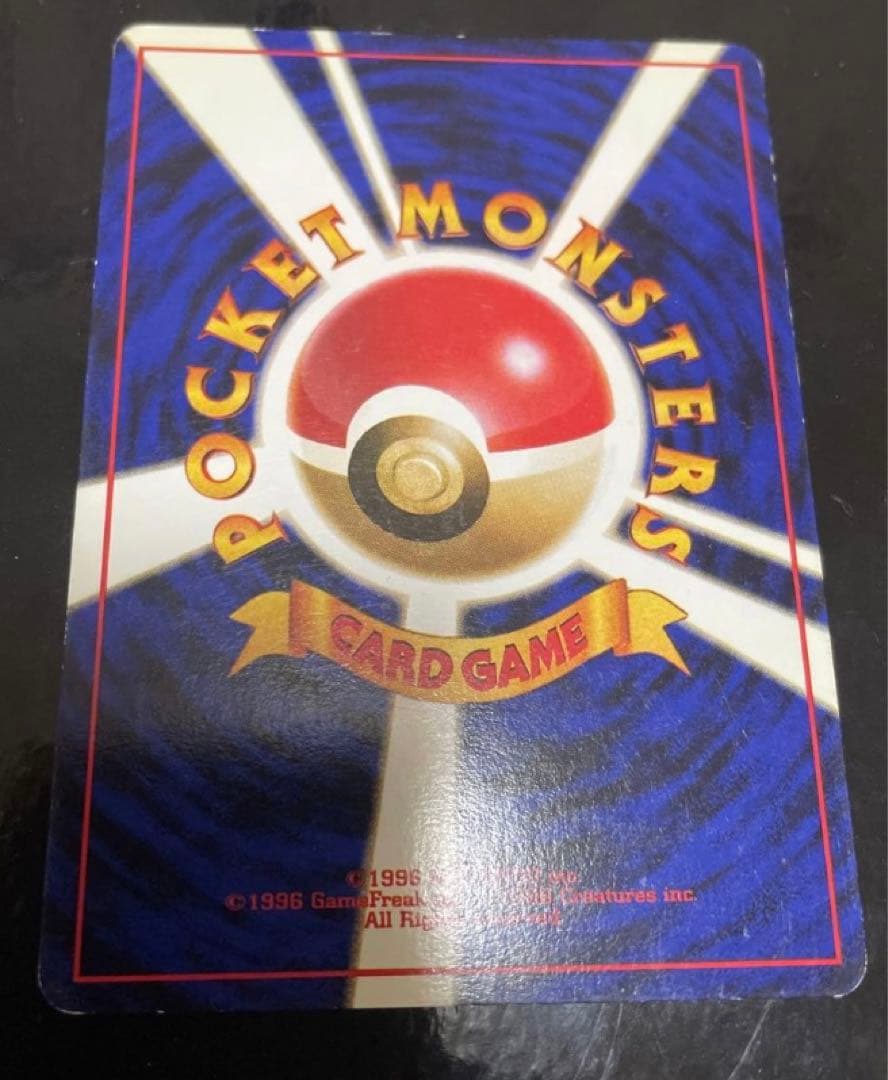 POCKET MONSTERS
CARD GAME
©1996
©1996 GameFreak Creatures inc.
All